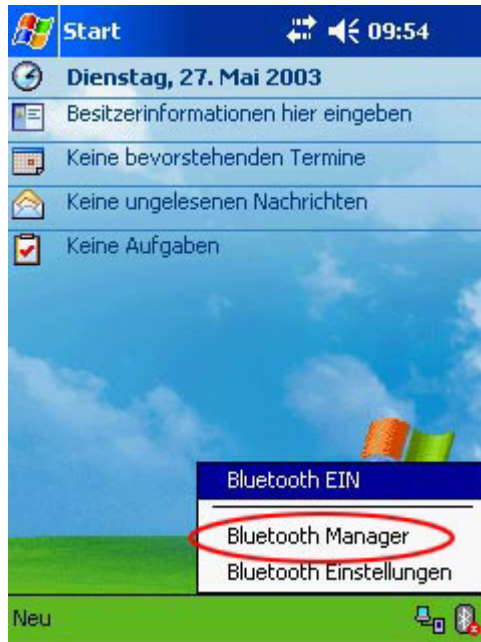 Start 09:54
Dienstag, 27. Mai 2003
Besitzerinformationen hier eingeben
Keine bevorstehenden Termine
Keine ungelesenen Nachrichten
Keine Aufgaben
Bluetooth EIN
Bluetooth Manager
Bluetooth Einstellungen
Neu